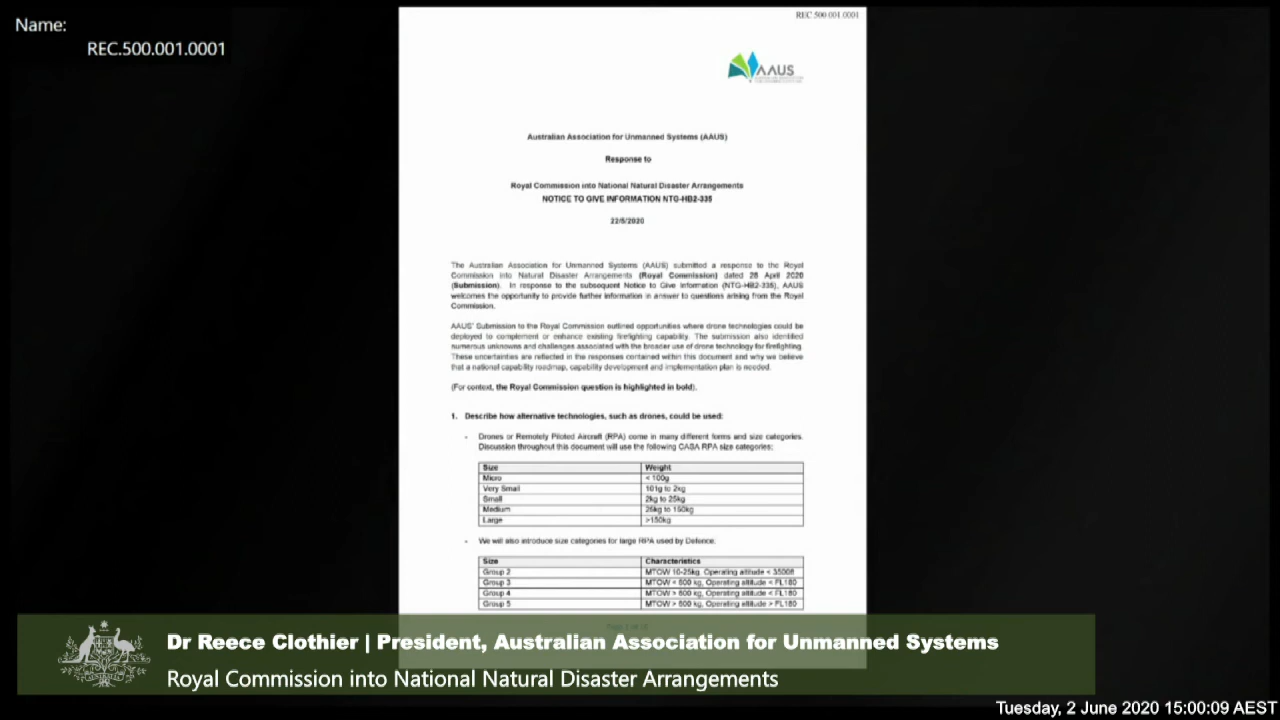 Name:
REC.500.001.0001
REC.500.001.0001
AAUS
Australian Association for Unmanned Systems (AAUS)
Response to
Royal Commission into National Natural Disaster Arrangements
NOTICE TO GIVE INFORMATION NTG-HB2-335
22/5/2020
The Australian Association for Unmanned Systems (AAUS) submitted a response to the Royal
Commission into Natural Disaster Arrangements (Royal Commission) dated 28 April 2020
(Submission). In response to the subsequent Notice to Give Information (NTG-HB2-335), AAUS
welcomes the opportunity to provide further information in answer to questions arising from the Royal
Commission.
AAUS' Submission to the Royal Commission outlined opportunities where drone technologies could be
deployed to complement or enhance existing firefighting capability. The submission also identified
numerous unknowns and challenges associated with the broader use of drone technology for firefighting.
These uncertainties are reflected in the responses contained within this document and why we believe
that a national capability roadmap, capability development and implementation plan is needed.
(For context, the Royal Commission question is highlighted in bold).
1. Describe how alternative technologies, such as drones, could be used:
- Drones or Remotely Piloted Aircraft (RPA) come in many different forms and size categories.
Discussion throughout this document will use the following CASA RPA size categories:
Size Weight
Micro < 100g
Very Small 101g to 2kg
Small 2kg to 25kg
Medium 25kg to 150kg
Large >150kg
- We will also introduce size categories for large RPA used by Defence.
Size Characteristics
Group 2 MTOW 10-25kg, Operating altitude < 3500ft
Group 3 MTOW < 600 kg, Operating altitude < FL180
Group 4 MTOW > 600 kg, Operating altitude < FL180
Group 5 MTOW > 600 kg, Operating altitude > FL180
Dr Reece Clothier | President, Australian Association for Unmanned Systems
Royal Commission into National Natural Disaster Arrangements
Tuesday, 2 June 2020 15:00:09 AEST